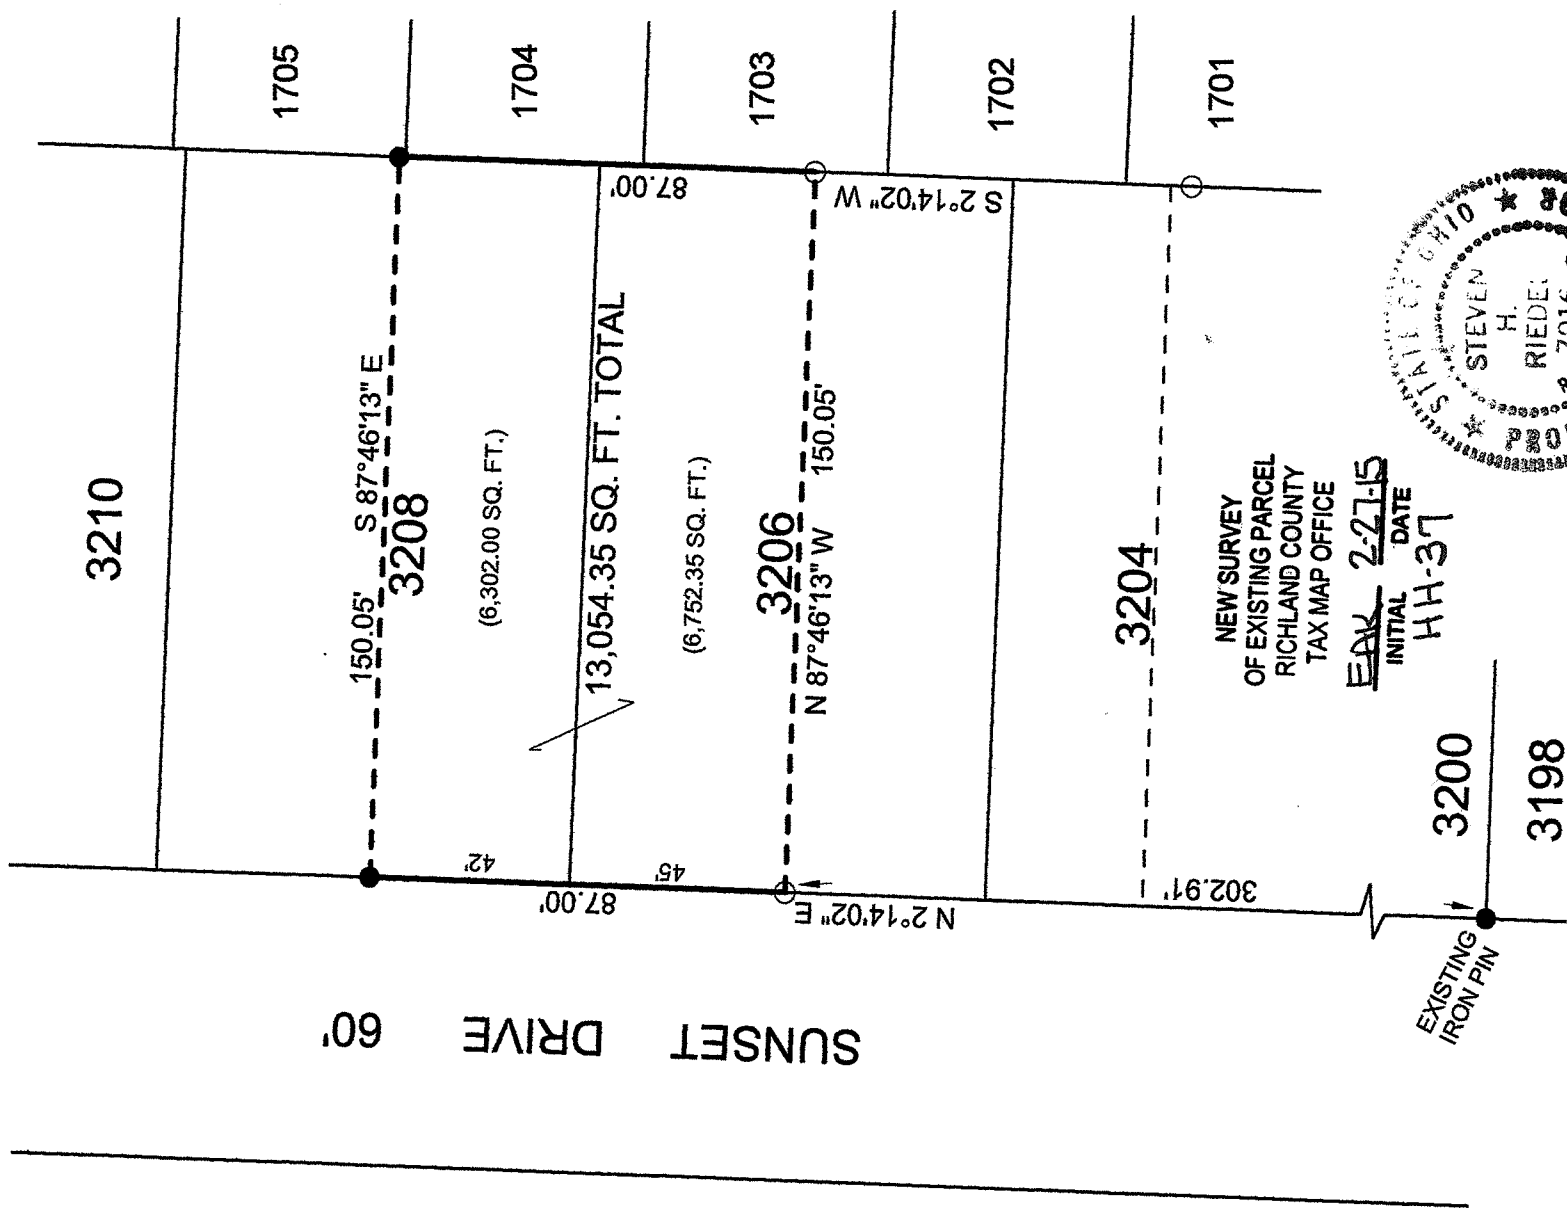 1705
1704
1703
1702
1701
3210
150.05' S 87°46'13" E
3208
(6,302.00 SQ. FT.)
87.00'
13,054.35 SQ. FT. TOTAL
(6,752.35 SQ. FT.)
42'
45'
87.00'
3206
N 87°46'13" W 150.05'
S 2°14'02" W
N 2°14'02" E
3204
302.91'
NEW SURVEY
OF EXISTING PARCEL
RICHLAND COUNTY
TAX MAP OFFICE
EAK 2-27-15
INITIAL DATE
HH-37
STATE OF OHIO
STEVEN
H.
3200
3198
EXISTING
IRON PIN
SUNSET DRIVE 60'